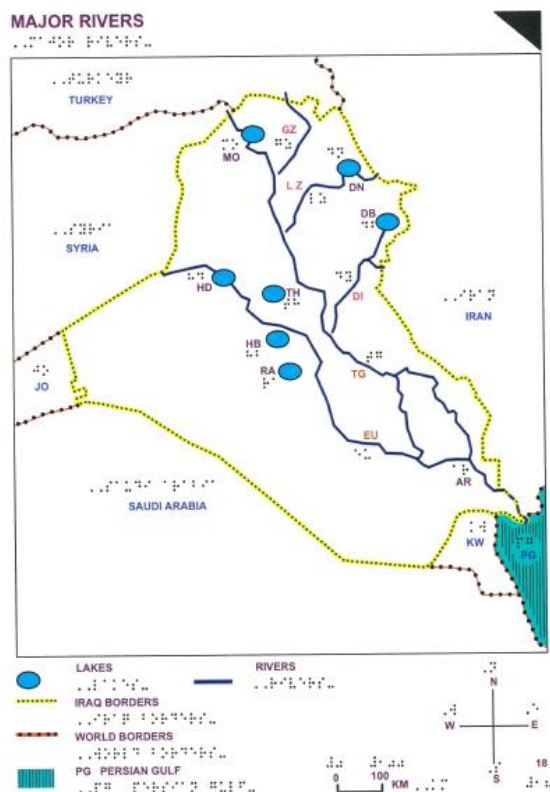 MAJOR RIVERS
TURKEY
GZ
MO
L Z
DN
DB
SYRIA
HD
TH
DI
IRAN
HB
RA
JO
TG
EU
AR
SAUDI ARABIA
KW
PG
LAKES
RIVERS
IRAQ BORDERS
WORLD BORDERS
PG PERSIAN GULF
N
W E
S
0 100 KM
18